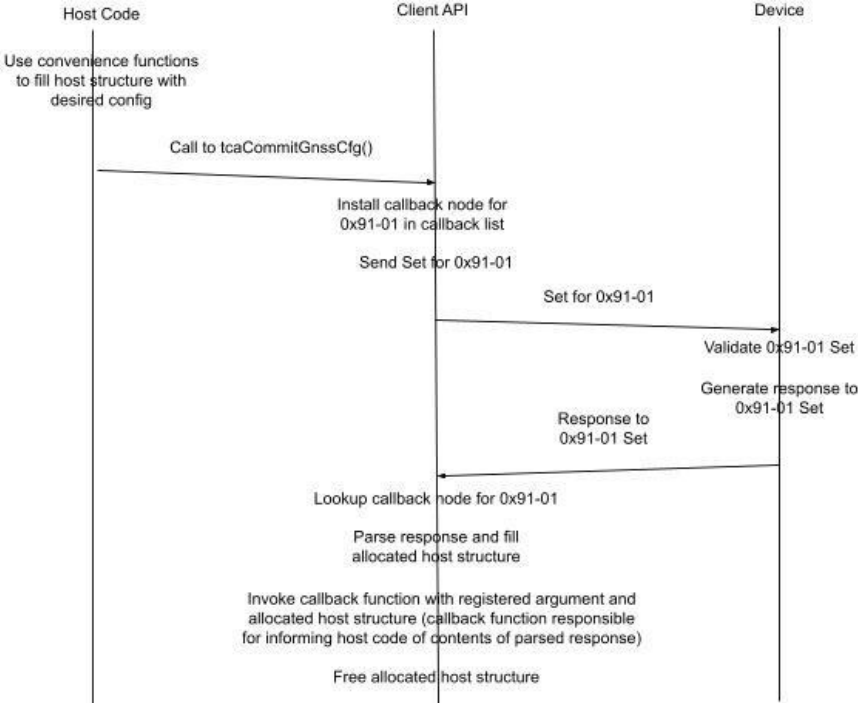 Host Code
Client API
Device
Use convenience functions
to fill host structure with
desired config
Call to tcaCommitGnssCfg()
Install callback node for
0x91-01 in callback list
Send Set for 0x91-01
Set for 0x91-01
Validate 0x91-01 Set
Generate response to
0x91-01 Set
Response to
0x91-01 Set
Lookup callback node for 0x91-01
Parse response and fill
allocated host structure
Invoke callback function with registered argument and
allocated host structure (callback function responsible
for informing host code of contents of parsed response)
Free allocated host structure